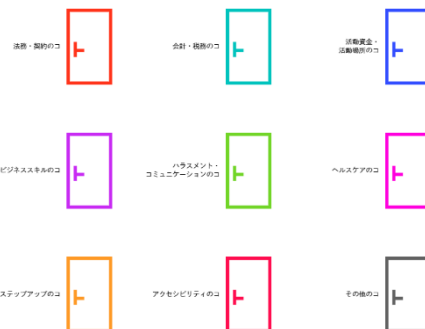 法務・契約のコ
会計・税務のコ
活動資金・
活動場所のコ
ビジネススキルのコ
ハラスメント・
コミュニケーションのコ
ヘルスケアのコ
ステップアップのコ
アクセシビリティのコ
その他のコ